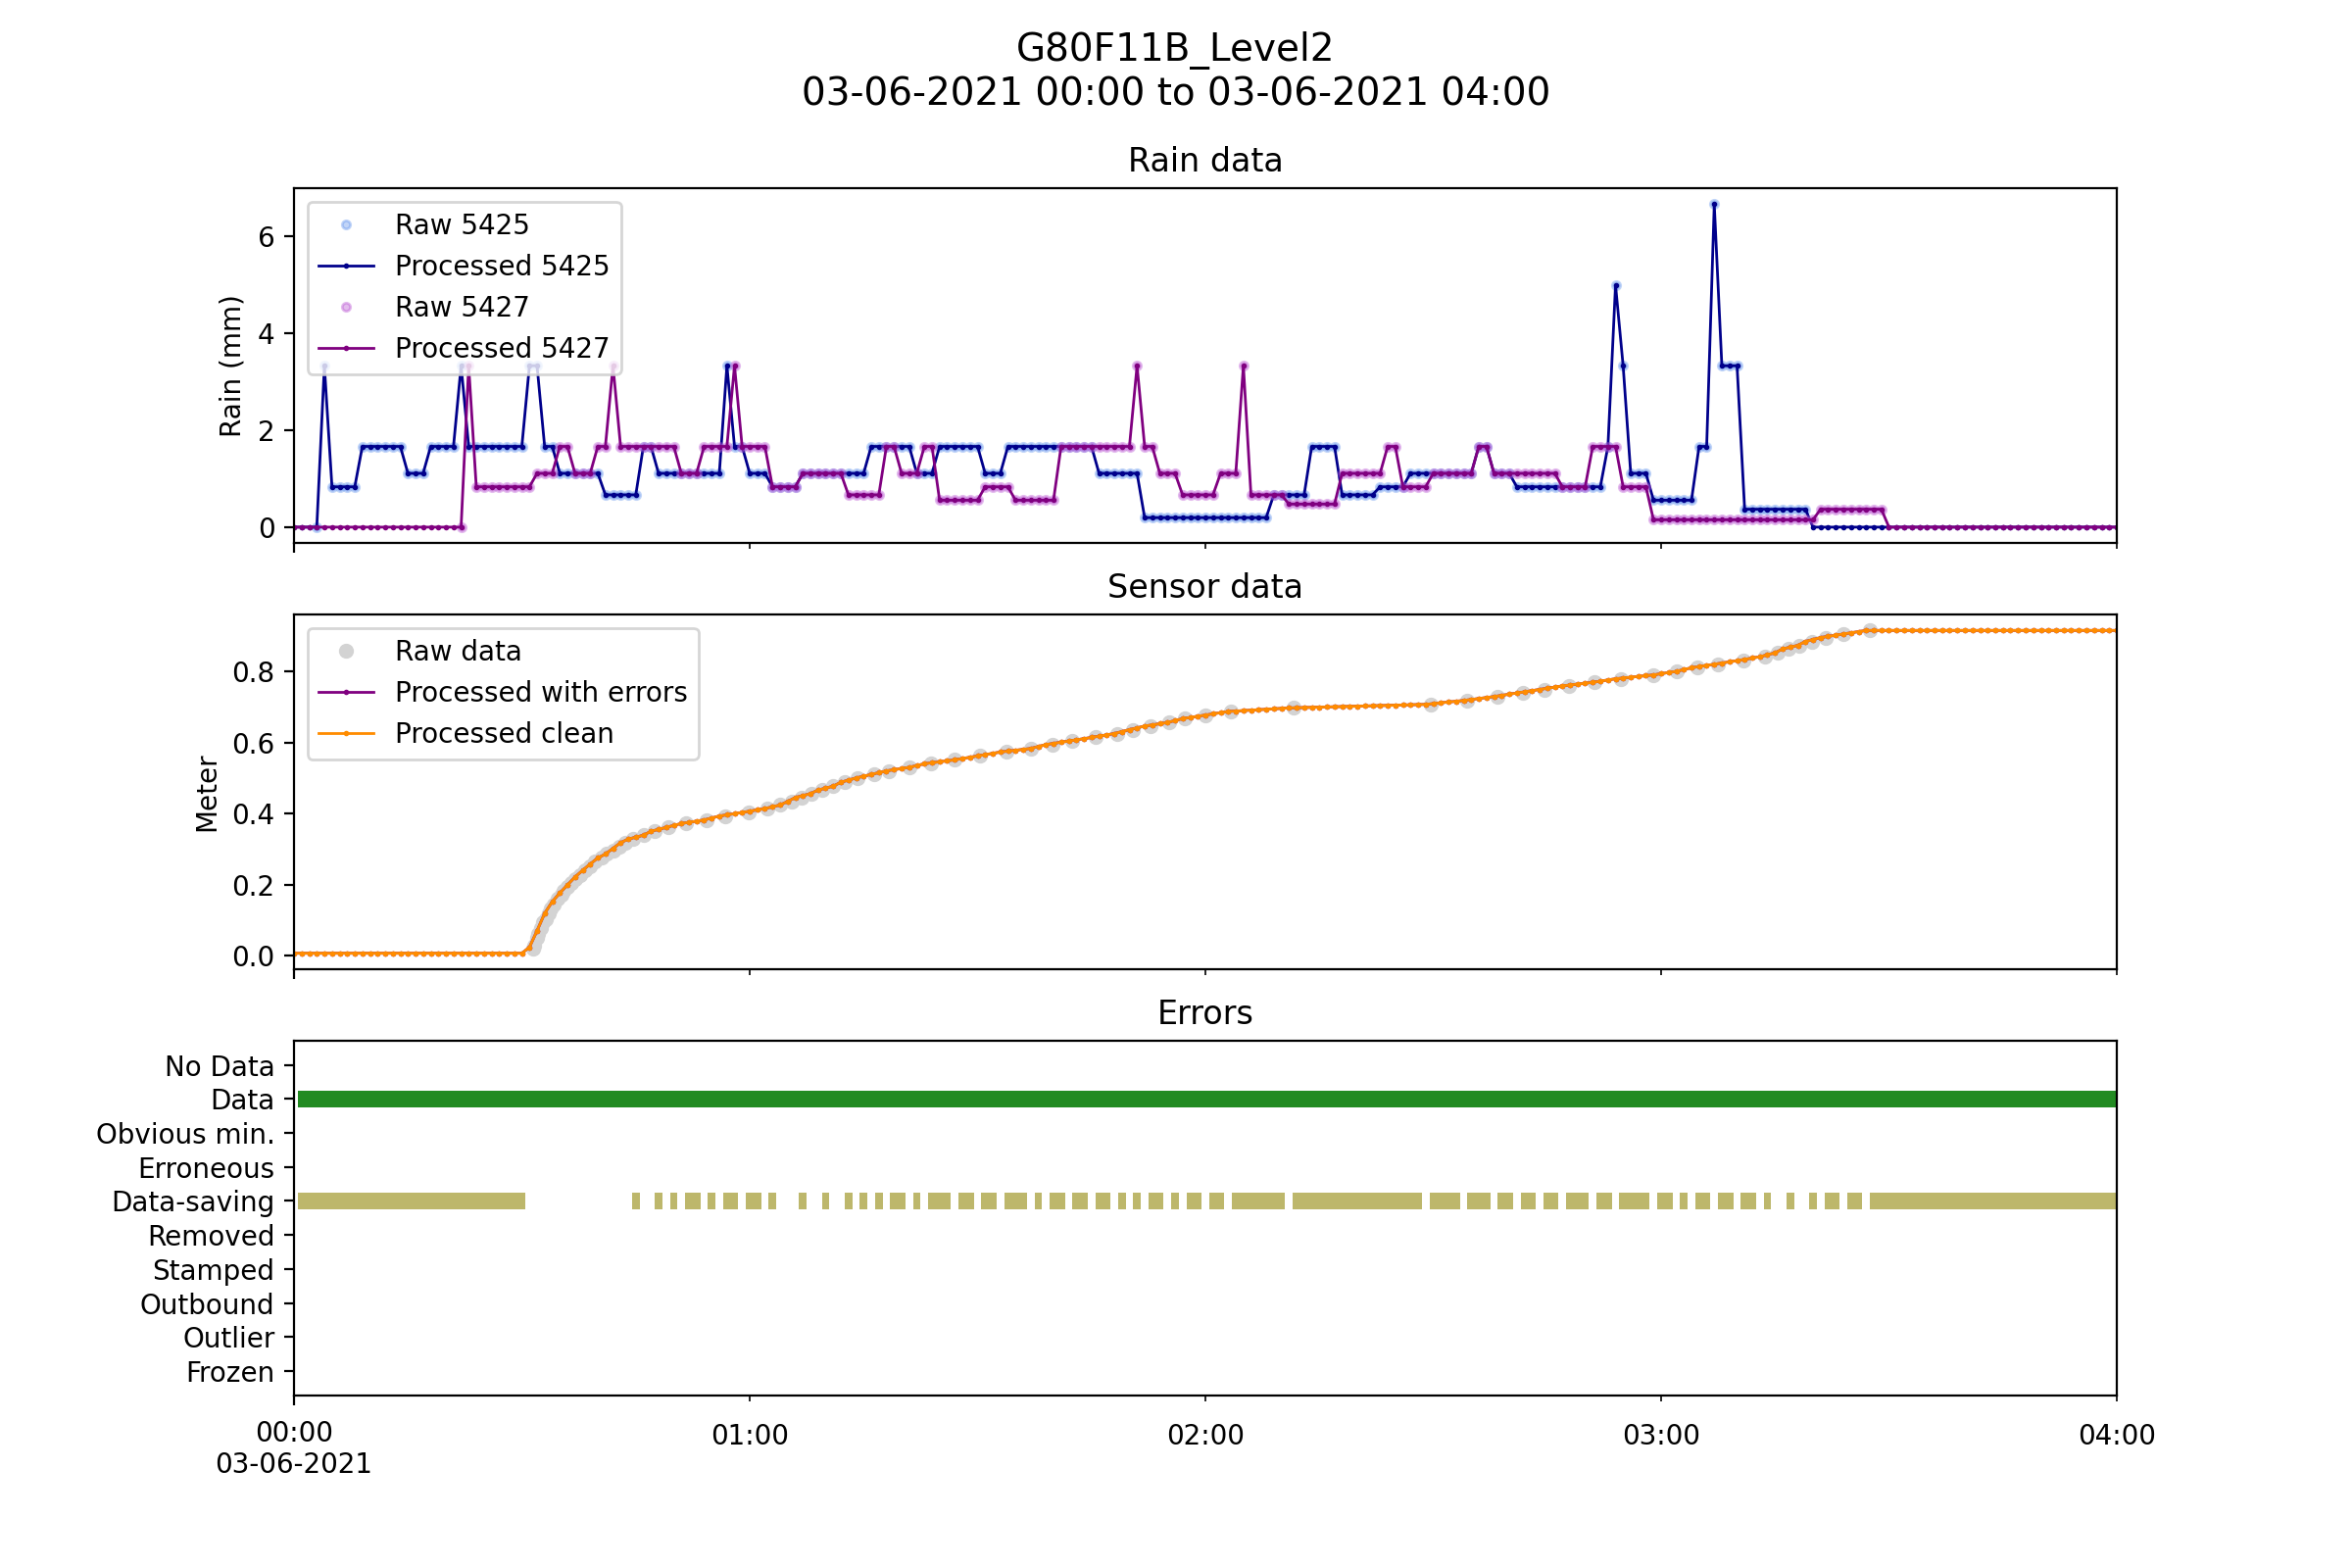 G80F11B_Level2
03-06-2021 00:00 to 03-06-2021 04:00
Rain data
Rain (mm)
6
4
2
0
Raw 5425
Processed 5425
Raw 5427
Processed 5427
Sensor data
Meter
0.8
0.6
0.4
0.2
0.0
Raw data
Processed with errors
Processed clean
Errors
No Data
Data
Obvious min.
Erroneous
Data-saving
Removed
Stamped
Outbound
Outlier
Frozen
00:00
03-06-2021
01:00
02:00
03:00
04:00